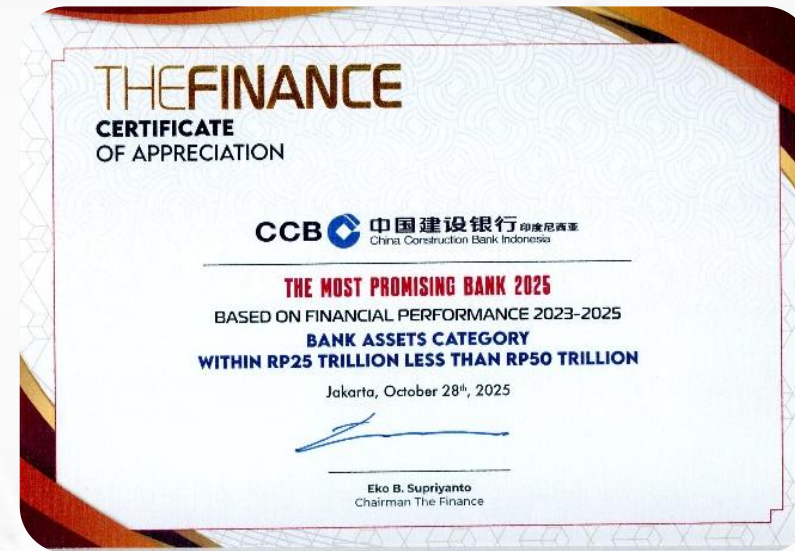 THEFINANCE
CERTIFICATE
OF APPRECIATION
CCB 中国建设银行 印度尼西亚
China Construction Bank Indonesia
THE MOST PROMISING BANK 2025
BASED ON FINANCIAL PERFORMANCE 2023-2025
BANK ASSETS CATEGORY
WITHIN RP25 TRILLION LESS THAN RP50 TRILLION
Jakarta, October 28th, 2025
Eko B. Supriyanto
Chairman The Finance